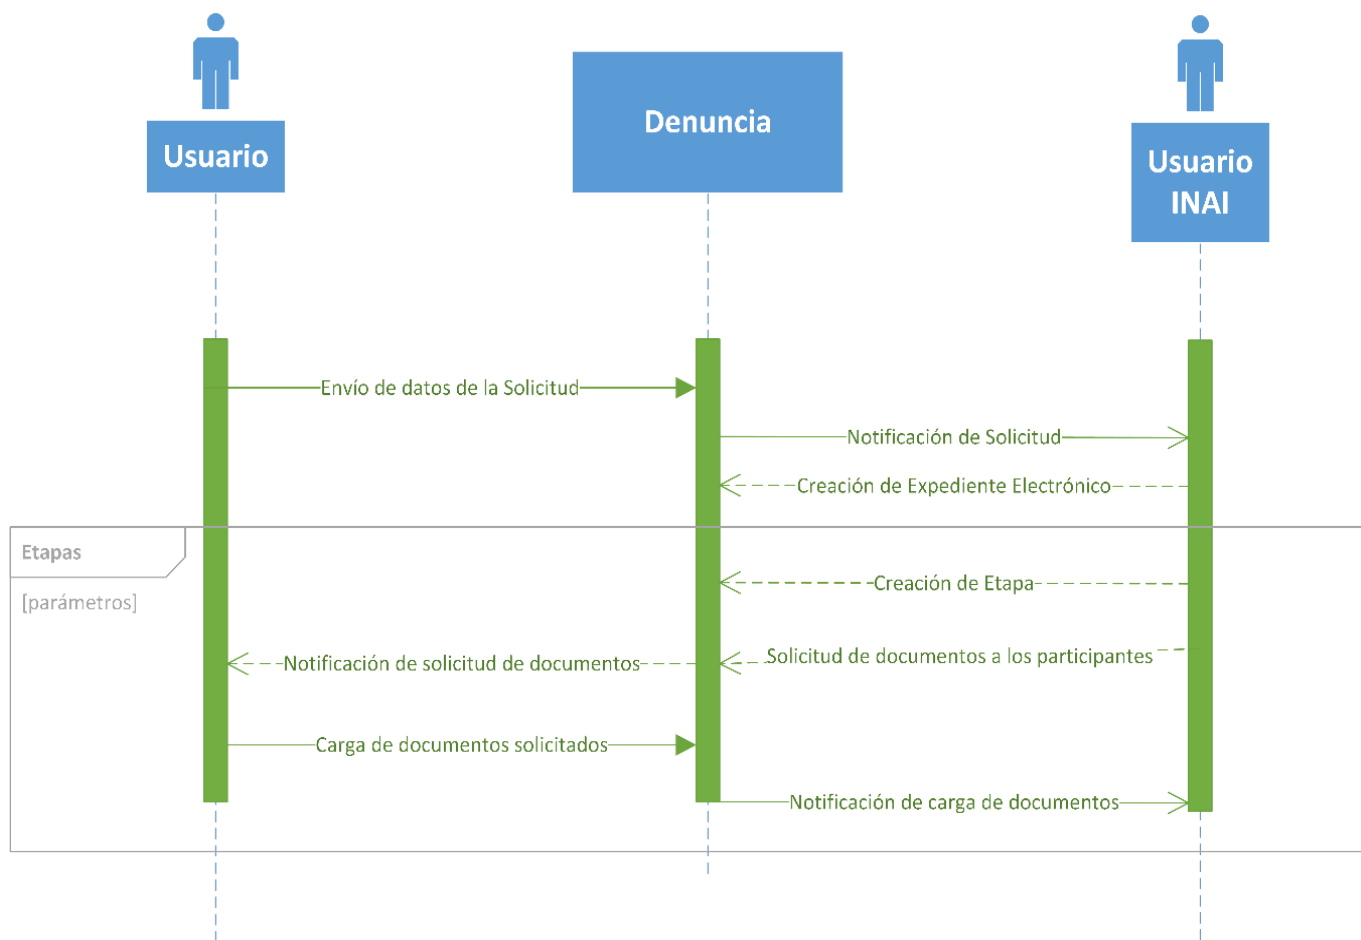 Usuario
Denuncia
Usuario
INAI
Envío de datos de la Solicitud
Notificación de Solicitud
Creación de Expediente Electrónico
Etapas
[parámetros]
Creación de Etapa
Solicitud de documentos a los participantes
Notificación de solicitud de documentos
Carga de documentos solicitados
Notificación de carga de documentos